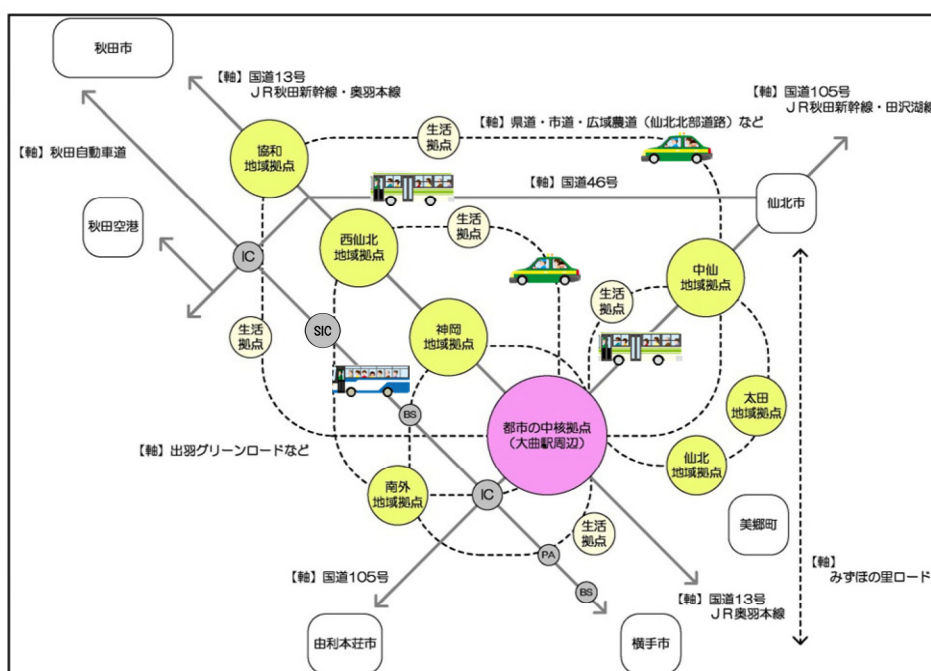 秋田市
【軸】国道13号
ＪＲ秋田新幹線・奥羽本線
【軸】国道105号
ＪＲ秋田新幹線・田沢湖線
生活
拠点
【軸】県道・市道・広域農道（仙北北部道路）など
【軸】秋田自動車道
協和
地域拠点
【軸】国道46号
仙北市
秋田空港
西仙北
地域拠点
生活
拠点
IC
中仙
地域拠点
生活
拠点
SIC
生活
拠点
神岡
地域拠点
太田
地域拠点
BS
都市の中核拠点
（大曲駅周辺）
【軸】出羽グリーンロードなど
仙北
地域拠点
南外
地域拠点
IC
生活
拠点
美郷町
PA
【軸】
みずほの里ロード
【軸】国道105号
BS
【軸】国道13号
ＪＲ奥羽本線
由利本荘市
横手市